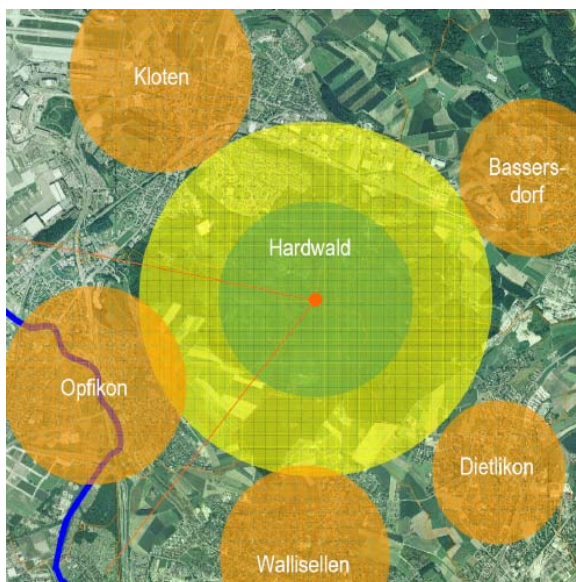 Kloten
Bassers-
dorf
Hardwald
Opfikon
Dietlikon
Wallisellen